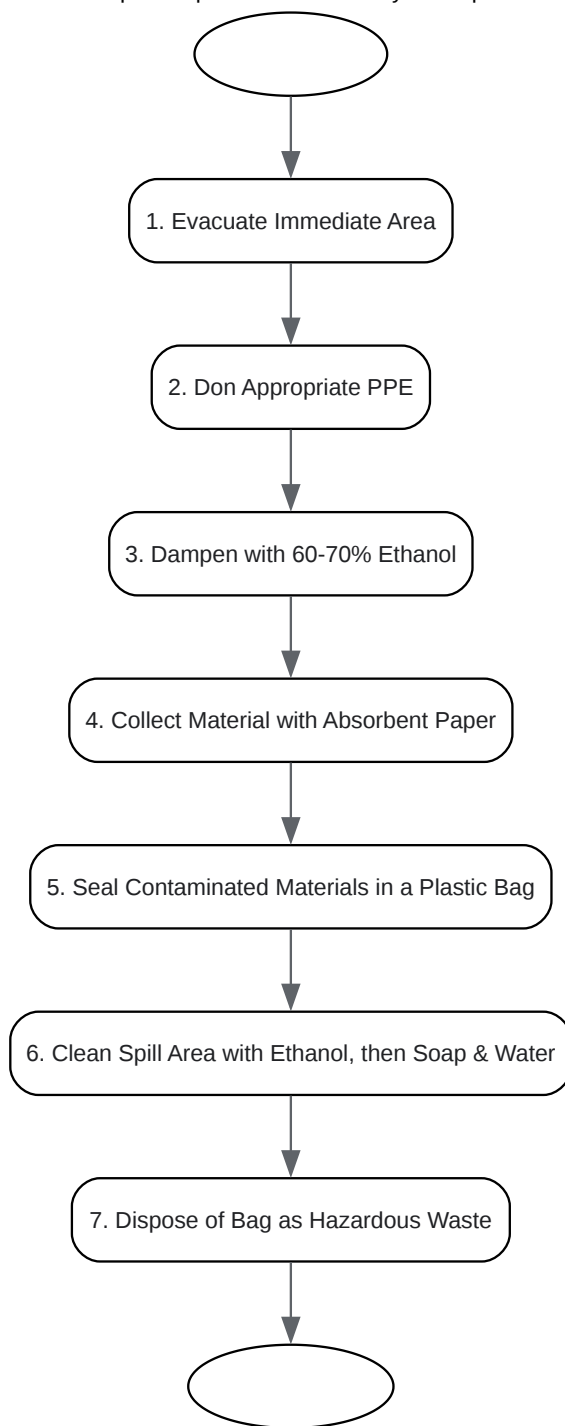 1. Evacuate Immediate Area
2. Don Appropriate PPE
3. Dampen with 60-70% Ethanol
4. Collect Material with Absorbent Paper
5. Seal Contaminated Materials in a Plastic Bag
6. Clean Spill Area with Ethanol, then Soap & Water
7. Dispose of Bag as Hazardous Waste